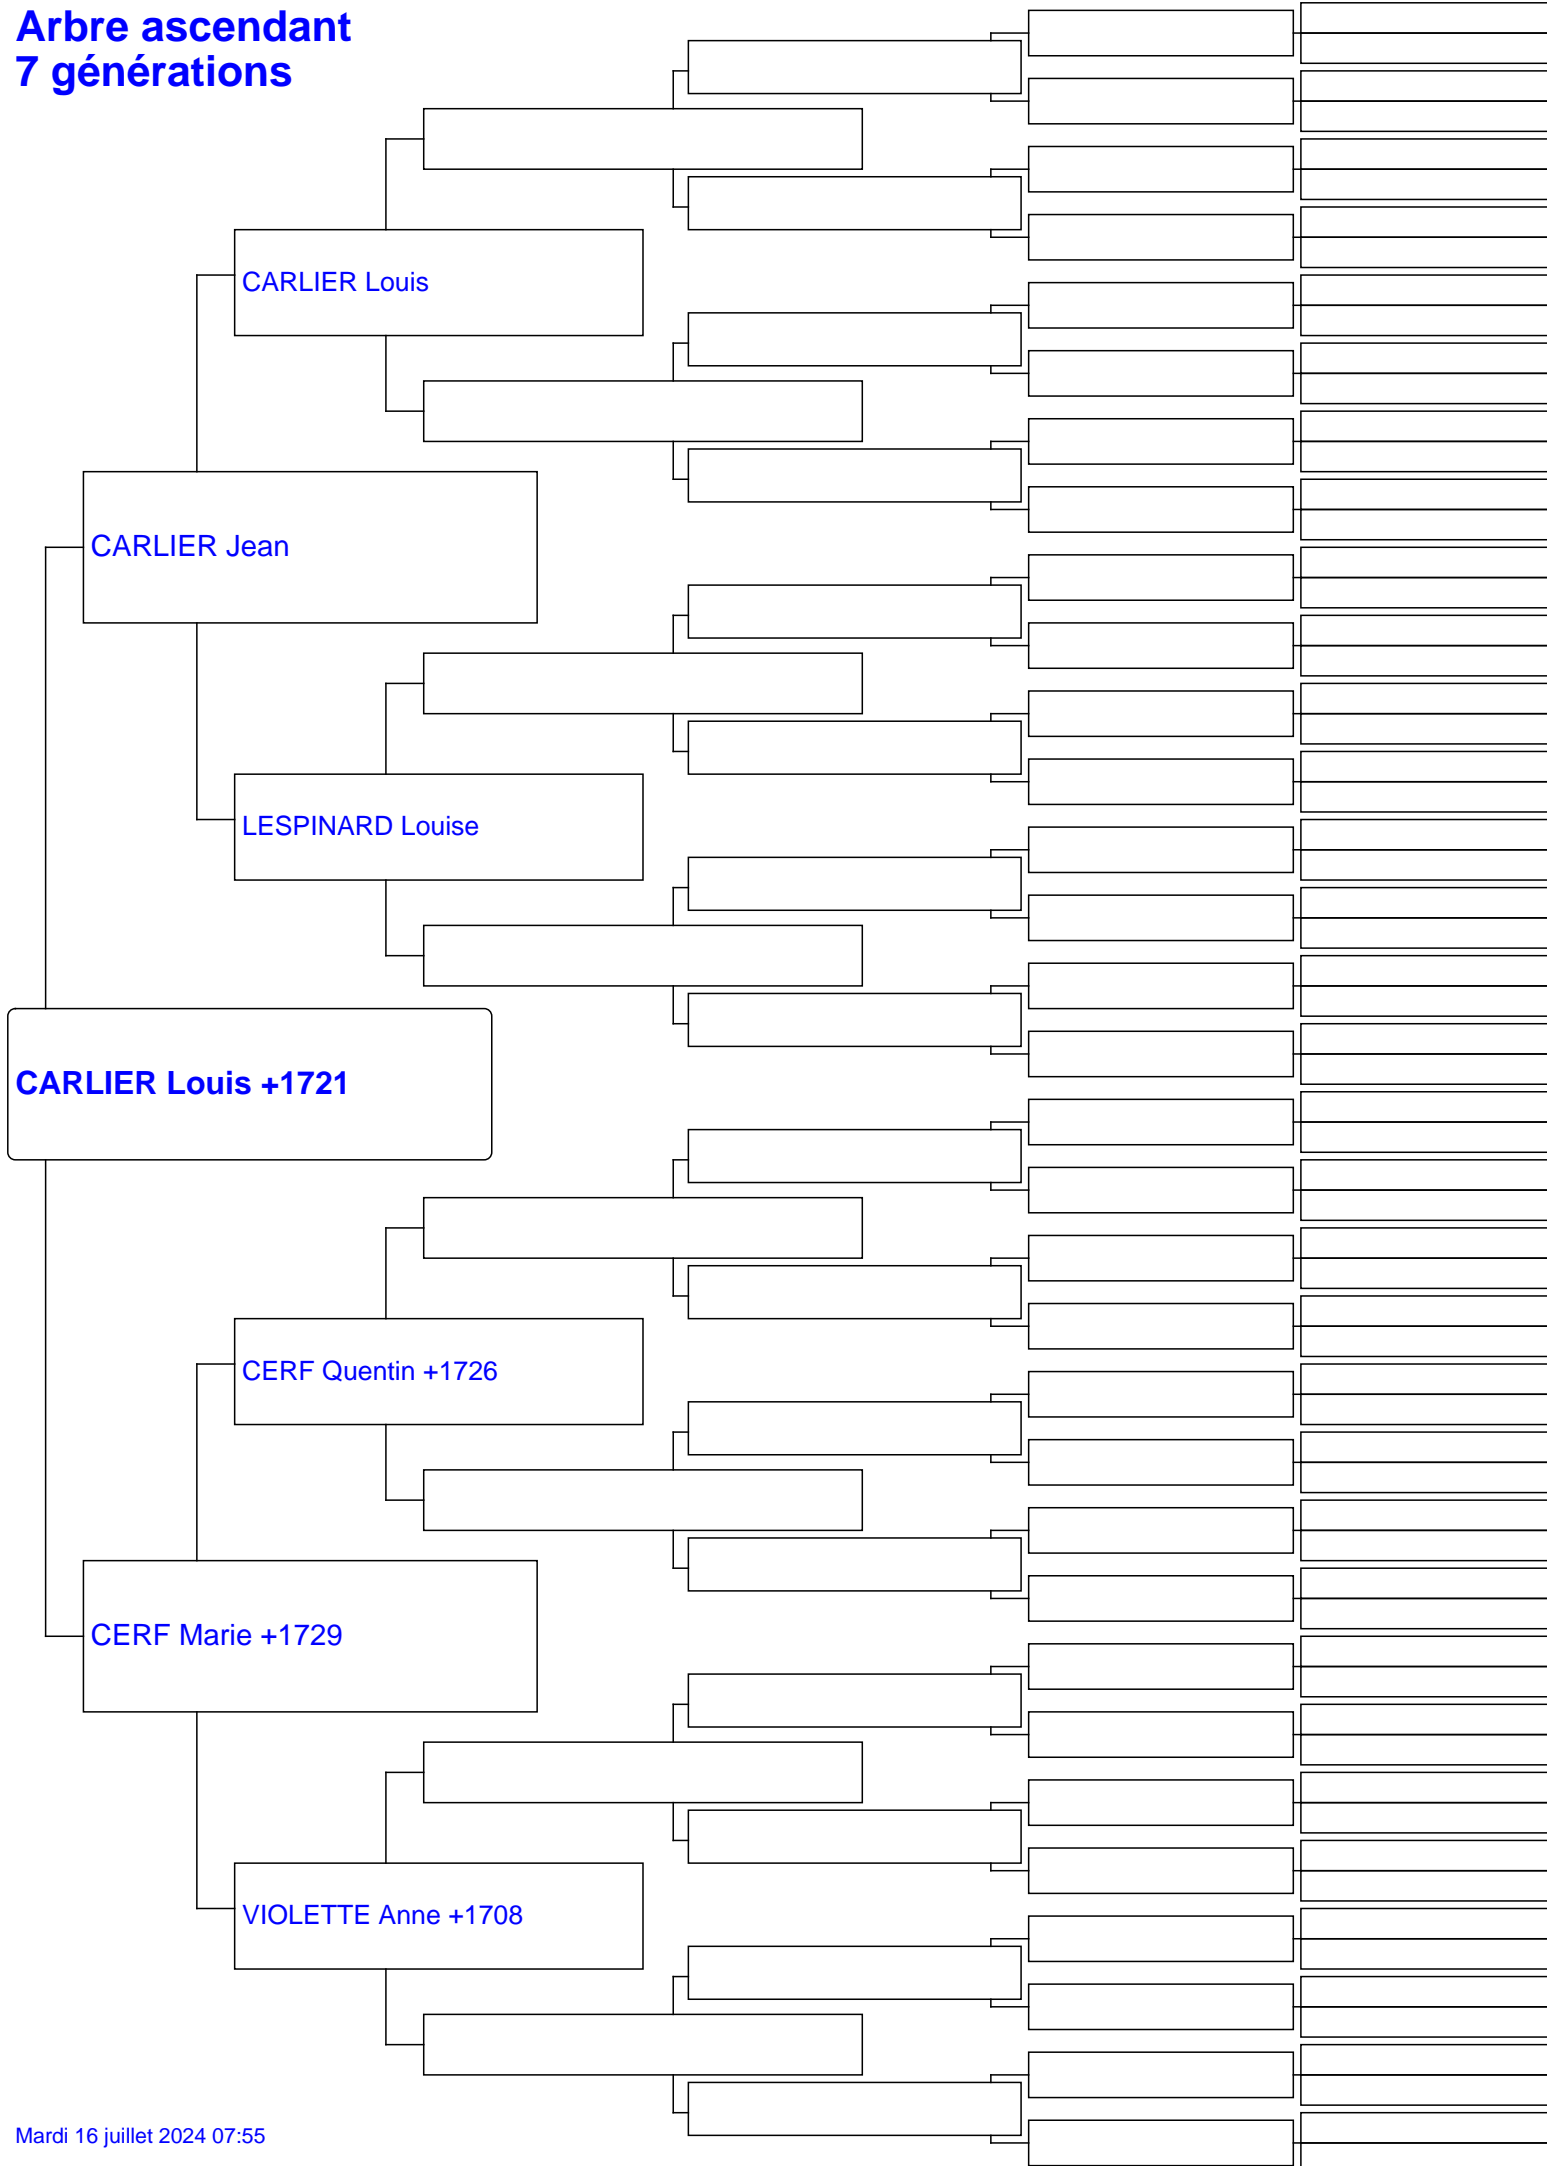 Arbre ascendant
7 générations
CARLIER Louis
CARLIER Jean
LESPINARD Louise
CARLIER Louis +1721
CERF Quentin +1726
CERF Marie +1729
VIOLETTE Anne +1708
Mardi 16 juillet 2024 07:55